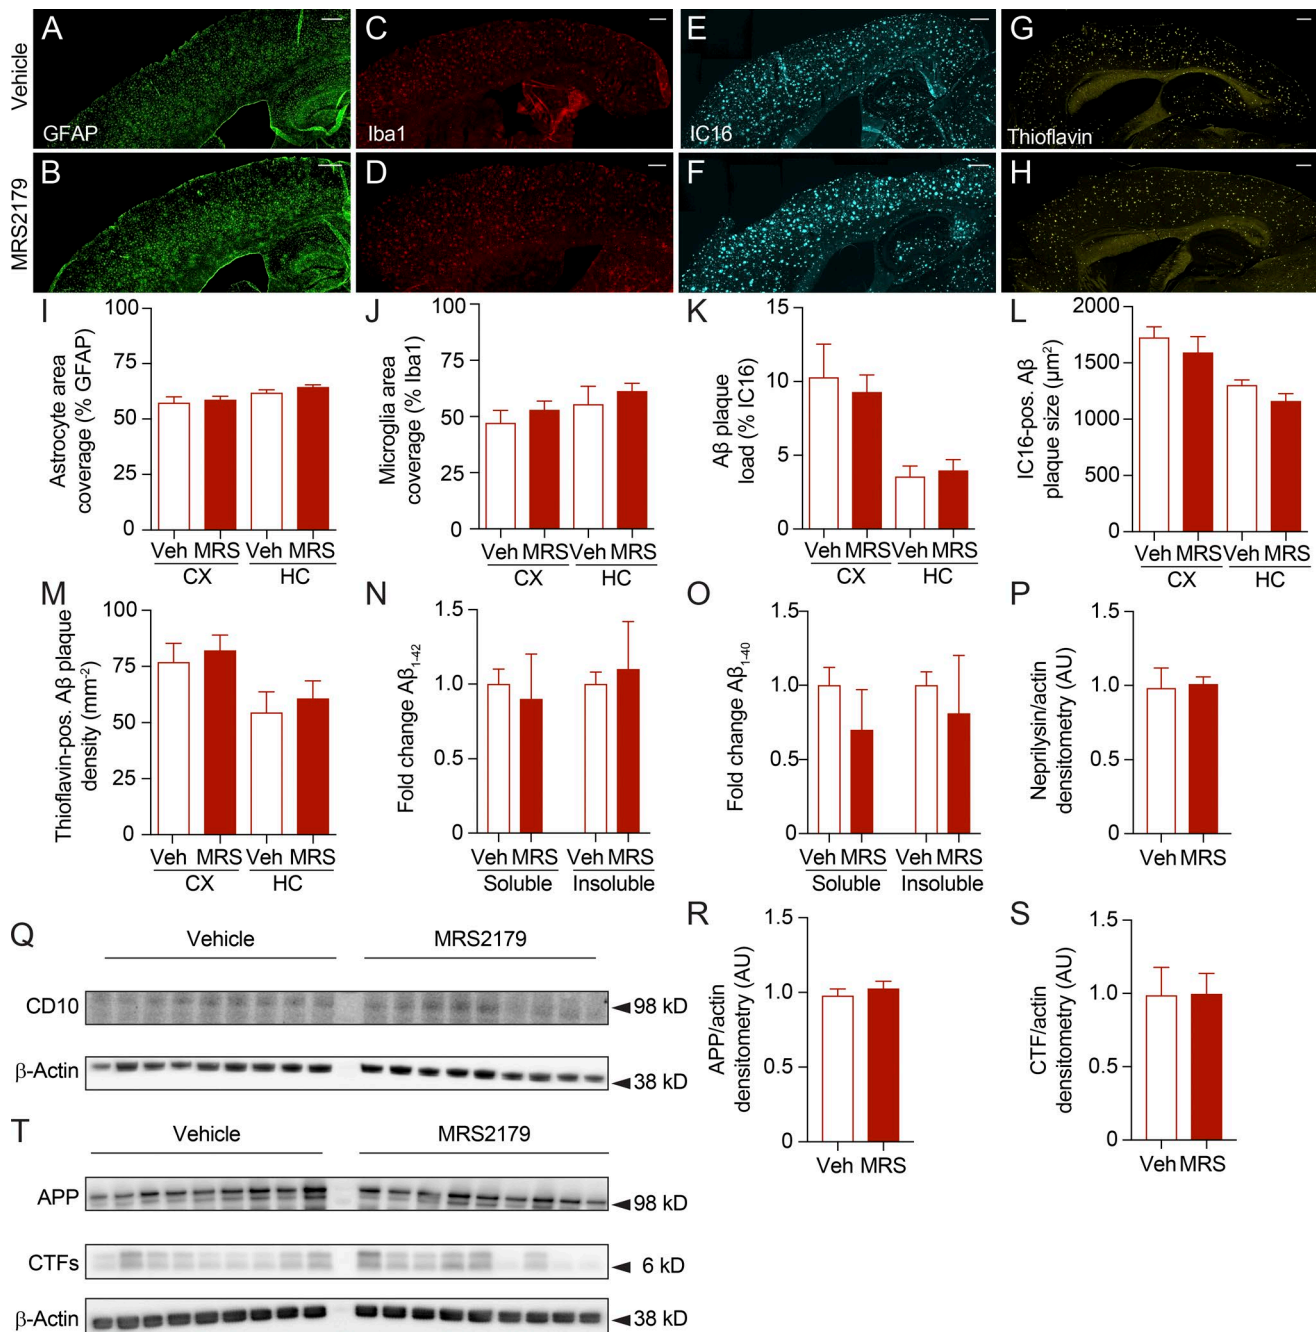 A
C
E
G
Vehicle
GFAP
Iba1
IC16
Thioflavin
B
D
F
H
MRS2179
I
Astrocyte area
coverage (% GFAP)
100
75
50
25
0
Veh MRS Veh MRS
CX HC
J
Microglia area
coverage (% Iba1)
100
75
50
25
0
Veh MRS Veh MRS
CX HC
K
Aβ plaque
load (% IC16)
15
10
5
0
Veh MRS Veh MRS
CX HC
L
IC16-pos. Aβ
plaque size (µm²)
2000
1500
1000
500
0
Veh MRS Veh MRS
CX HC
M
Thioflavin-pos. Aβ plaque
density (mm⁻²)
100
75
50
25
0
Veh MRS Veh MRS
CX HC
N
Fold change Aβ₁₋₄₂
1.5
1.0
0.5
0
Veh MRS Veh MRS
Soluble Insoluble
O
Fold change Aβ₁₋₄₀
1.5
1.0
0.5
0
Veh MRS Veh MRS
Soluble Insoluble
P
Neprilysin/actin
densitometry (AU)
1.5
1.0
0.5
0
Veh MRS
Q
Vehicle MRS2179
CD10 98 kD
β-Actin 38 kD
R
APP/actin
densitometry (AU)
1.5
1.0
0.5
0
Veh MRS
S
CTF/actin
densitometry (AU)
1.5
1.0
0.5
0
Veh MRS
T
Vehicle MRS2179
APP 98 kD
CTFs 6 kD
β-Actin 38 kD